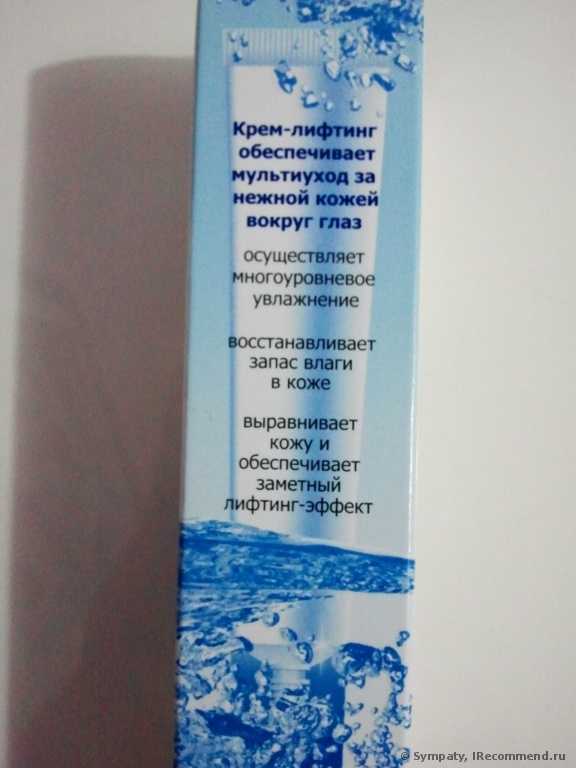 Крем-лифтинг
обеспечивает
мультиуход за
нежной кожей
вокруг глаз
осуществляет
многоуровневое
увлажнение
восстанавливает
запас влаги
в коже
выравнивает
кожу и
обеспечивает
заметный
лифтинг-эффект
© Sympaty, IRecommend.ru